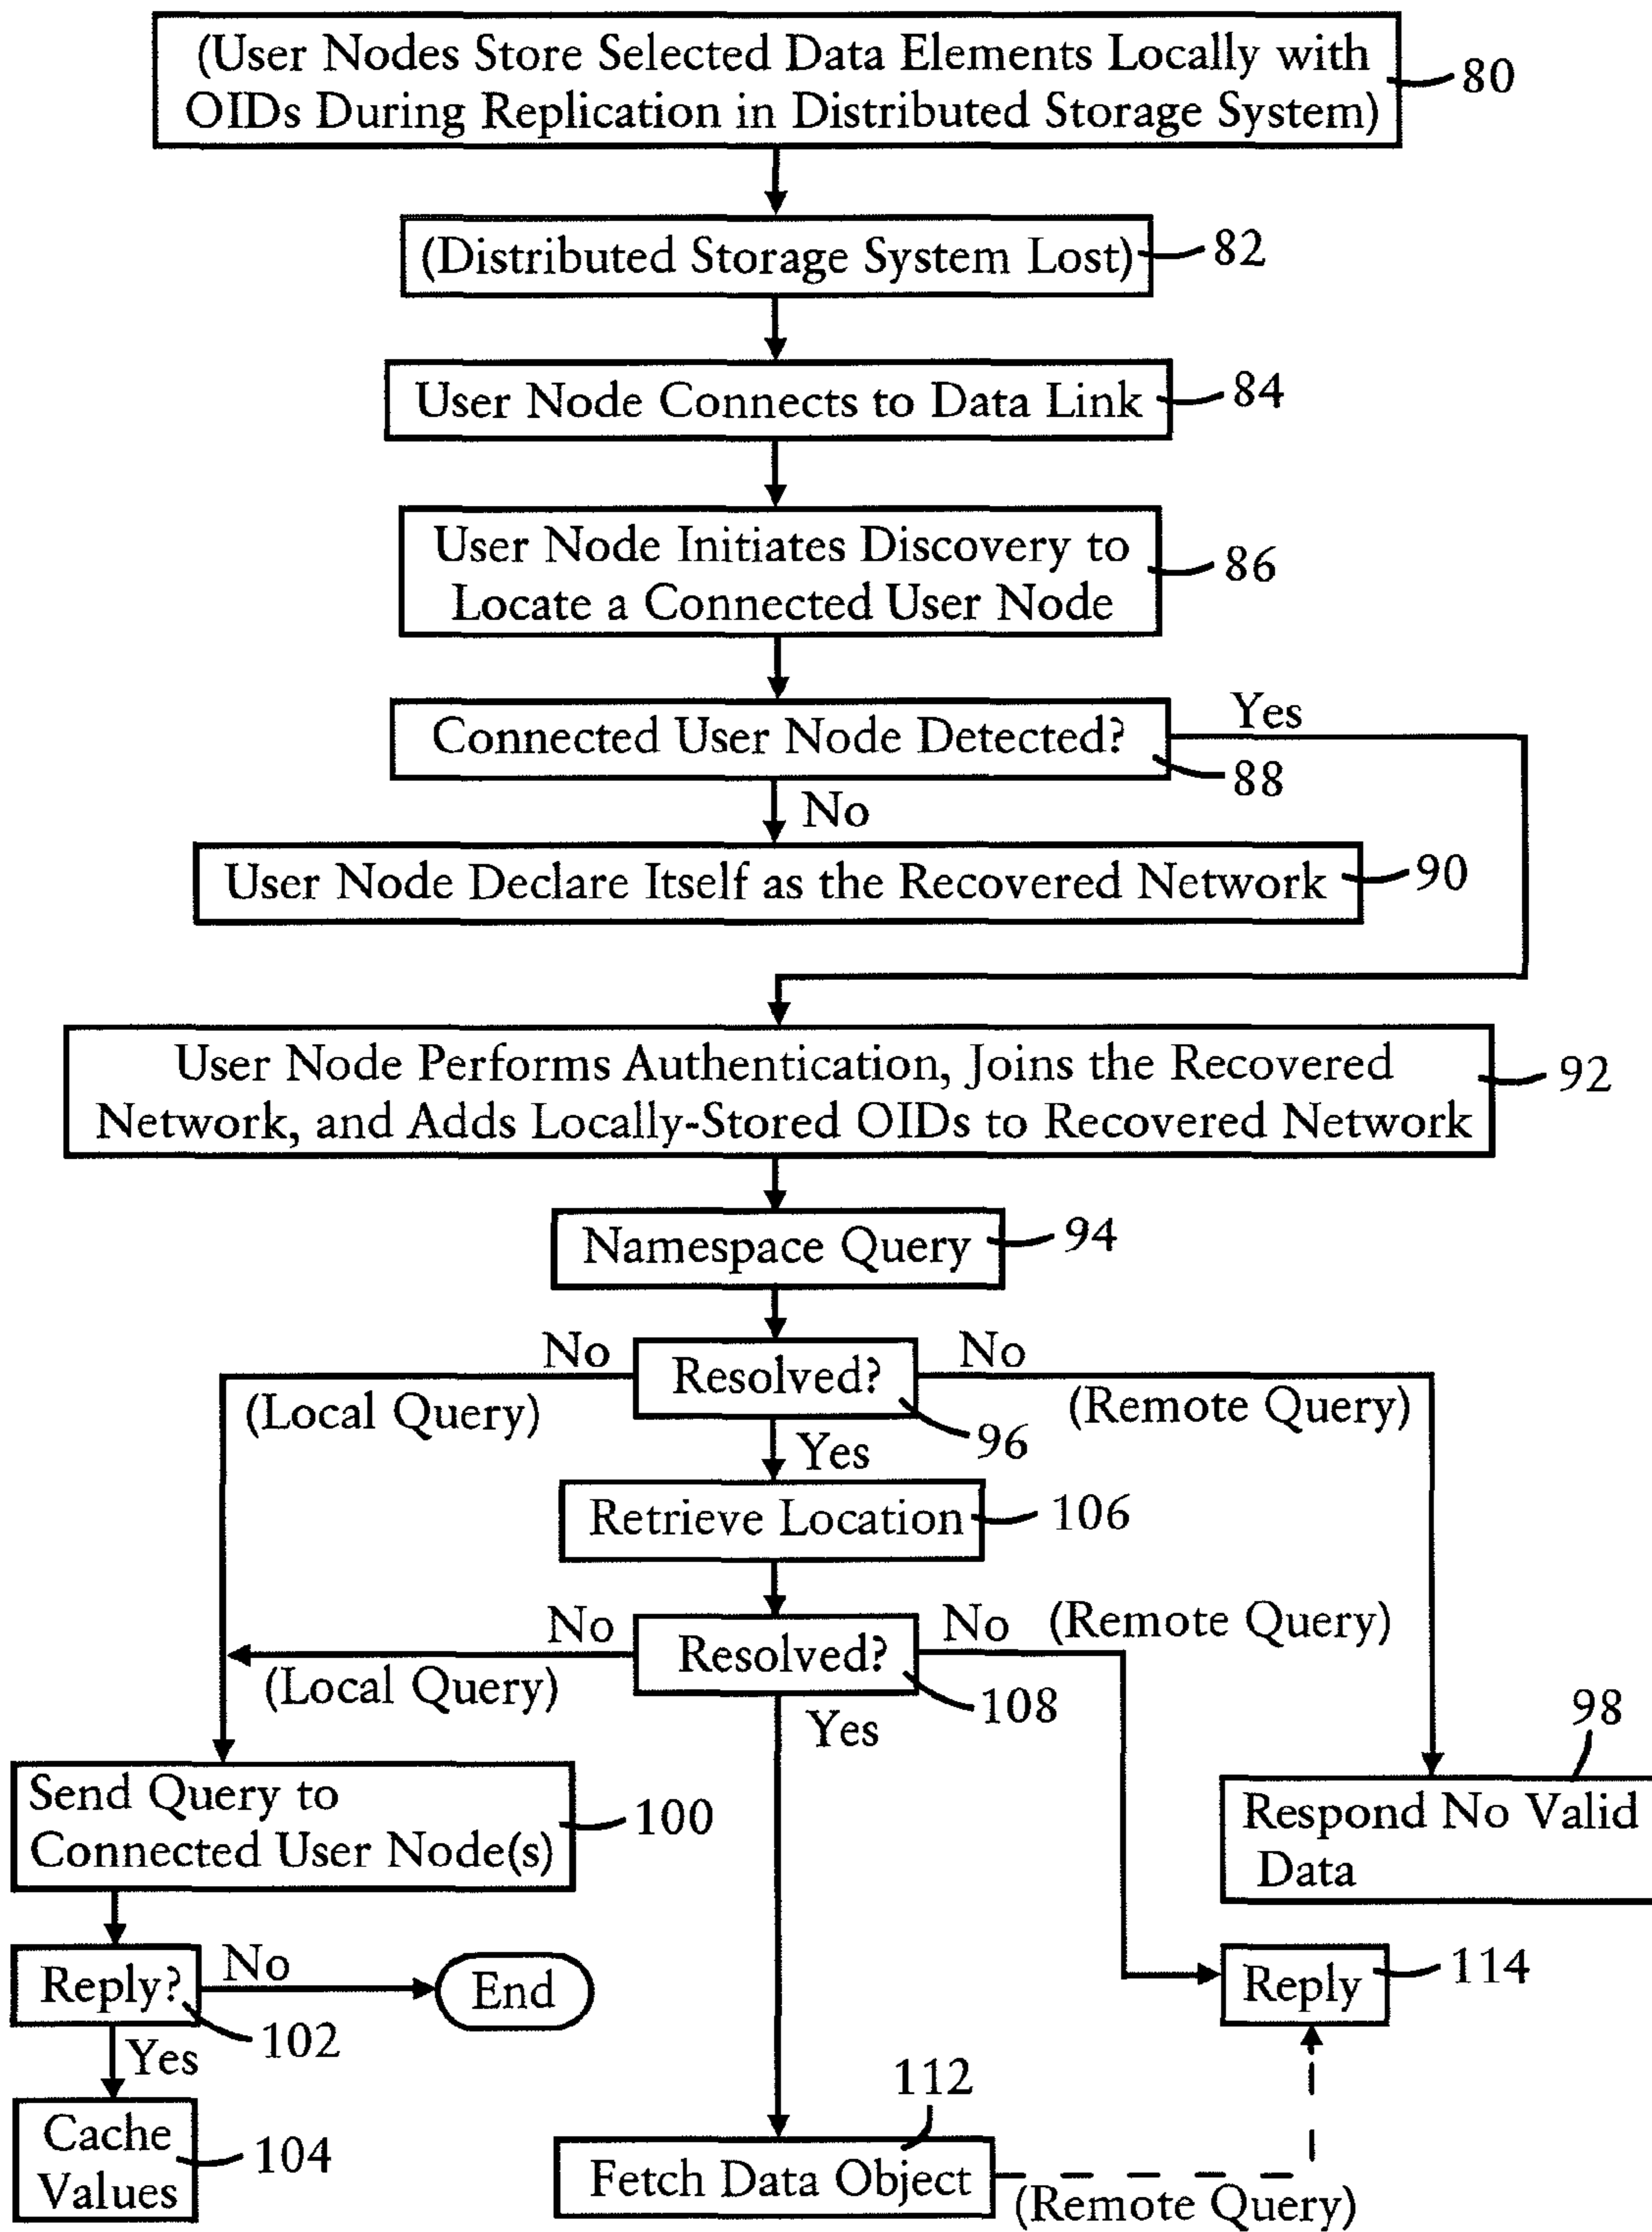 (User Nodes Store Selected Data Elements Locally with
OIDs During Replication in Distributed Storage System)
80
(Distributed Storage System Lost)
82
User Node Connects to Data Link
84
User Node Initiates Discovery to
Locate a Connected User Node
86
Connected User Node Detected?
Yes
88
No
User Node Declare Itself as the Recovered Network
90
User Node Performs Authentication, Joins the Recovered
Network, and Adds Locally-Stored OIDs to Recovered Network
92
Namespace Query
94
No
Resolved?
No
(Local Query)
(Remote Query)
96
Yes
Retrieve Location
106
No
Resolved?
No
(Remote Query)
(Local Query)
108
Yes
98
Send Query to
Connected User Node(s)
100
Respond No Valid
Data
Reply?
No
End
102
Yes
Reply
114
Cache
Values
104
112
Fetch Data Object
(Remote Query)